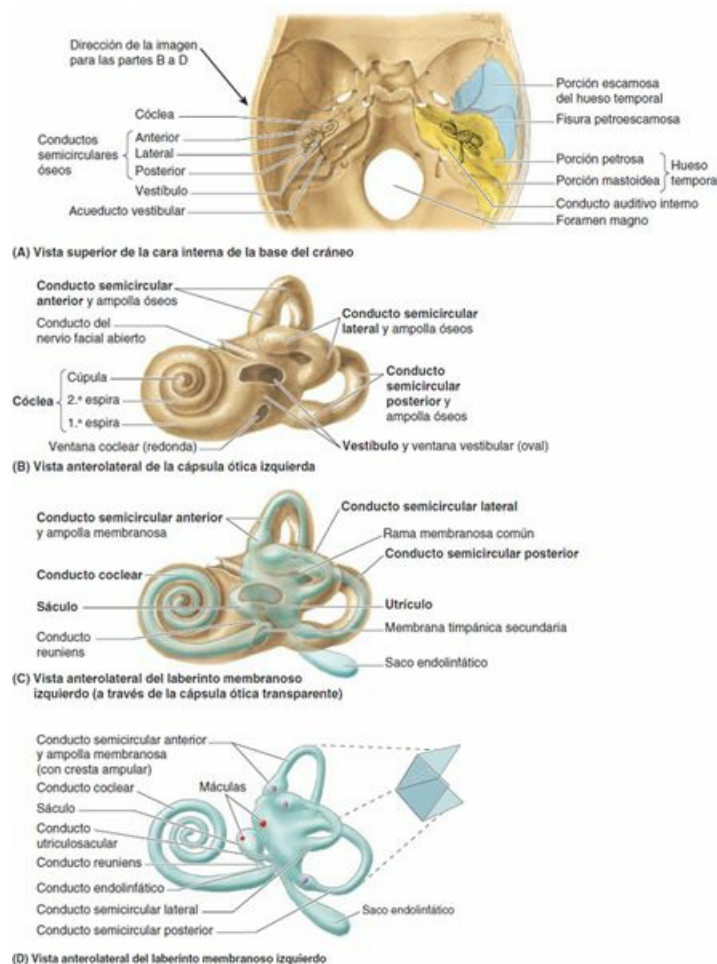 Dirección de la imagen
para las partes B a D
Cóclea
Conductos
semicirculares
óseos
Anterior
Lateral
Posterior
Vestíbulo
Acueducto vestibular
Porción escamosa
del hueso temporal
Fisura petroescamosa
Porción petrosa
Porción mastoidea
Hueso
tempora
Conducto auditivo interno
Foramen magno
(A) Vista superior de la cara interna de la base del cráneo
Conducto semicircular
anterior y ampolla óseos
Conducto del
nervio facial abierto
Cóclea
Cúpula
2.ª espira
1.ª espira
Ventana coclear (redonda)
Conducto semicircular
lateral y ampolla óseos
Conducto
semicircular
posterior y
ampolla óseos
Vestíbulo y ventana vestibular (oval)
(B) Vista anterolateral de la cápsula ótica izquierda
Conducto semicircular anterior
y ampolla membranosa
Conducto coclear
Sáculo
Conducto
reuniens
Conducto semicircular lateral
Rama membranosa común
Conducto semicircular posterior
Utrículo
Membrana timpánica secundaria
Saco endolinfático
(C) Vista anterolateral del laberinto membranoso
izquierdo (a través de la cápsula ótica transparente)
Conducto semicircular anterior
y ampolla membranosa
(con cresta ampular)
Conducto coclear
Máculas
Sáculo
Conducto
utriculosacular
Conducto reuniens
Conducto endolinfático
Conducto semicircular lateral
Conducto semicircular posterior
Saco endolinfático
(D) Vista anterolateral del laberinto membranoso izquierdo